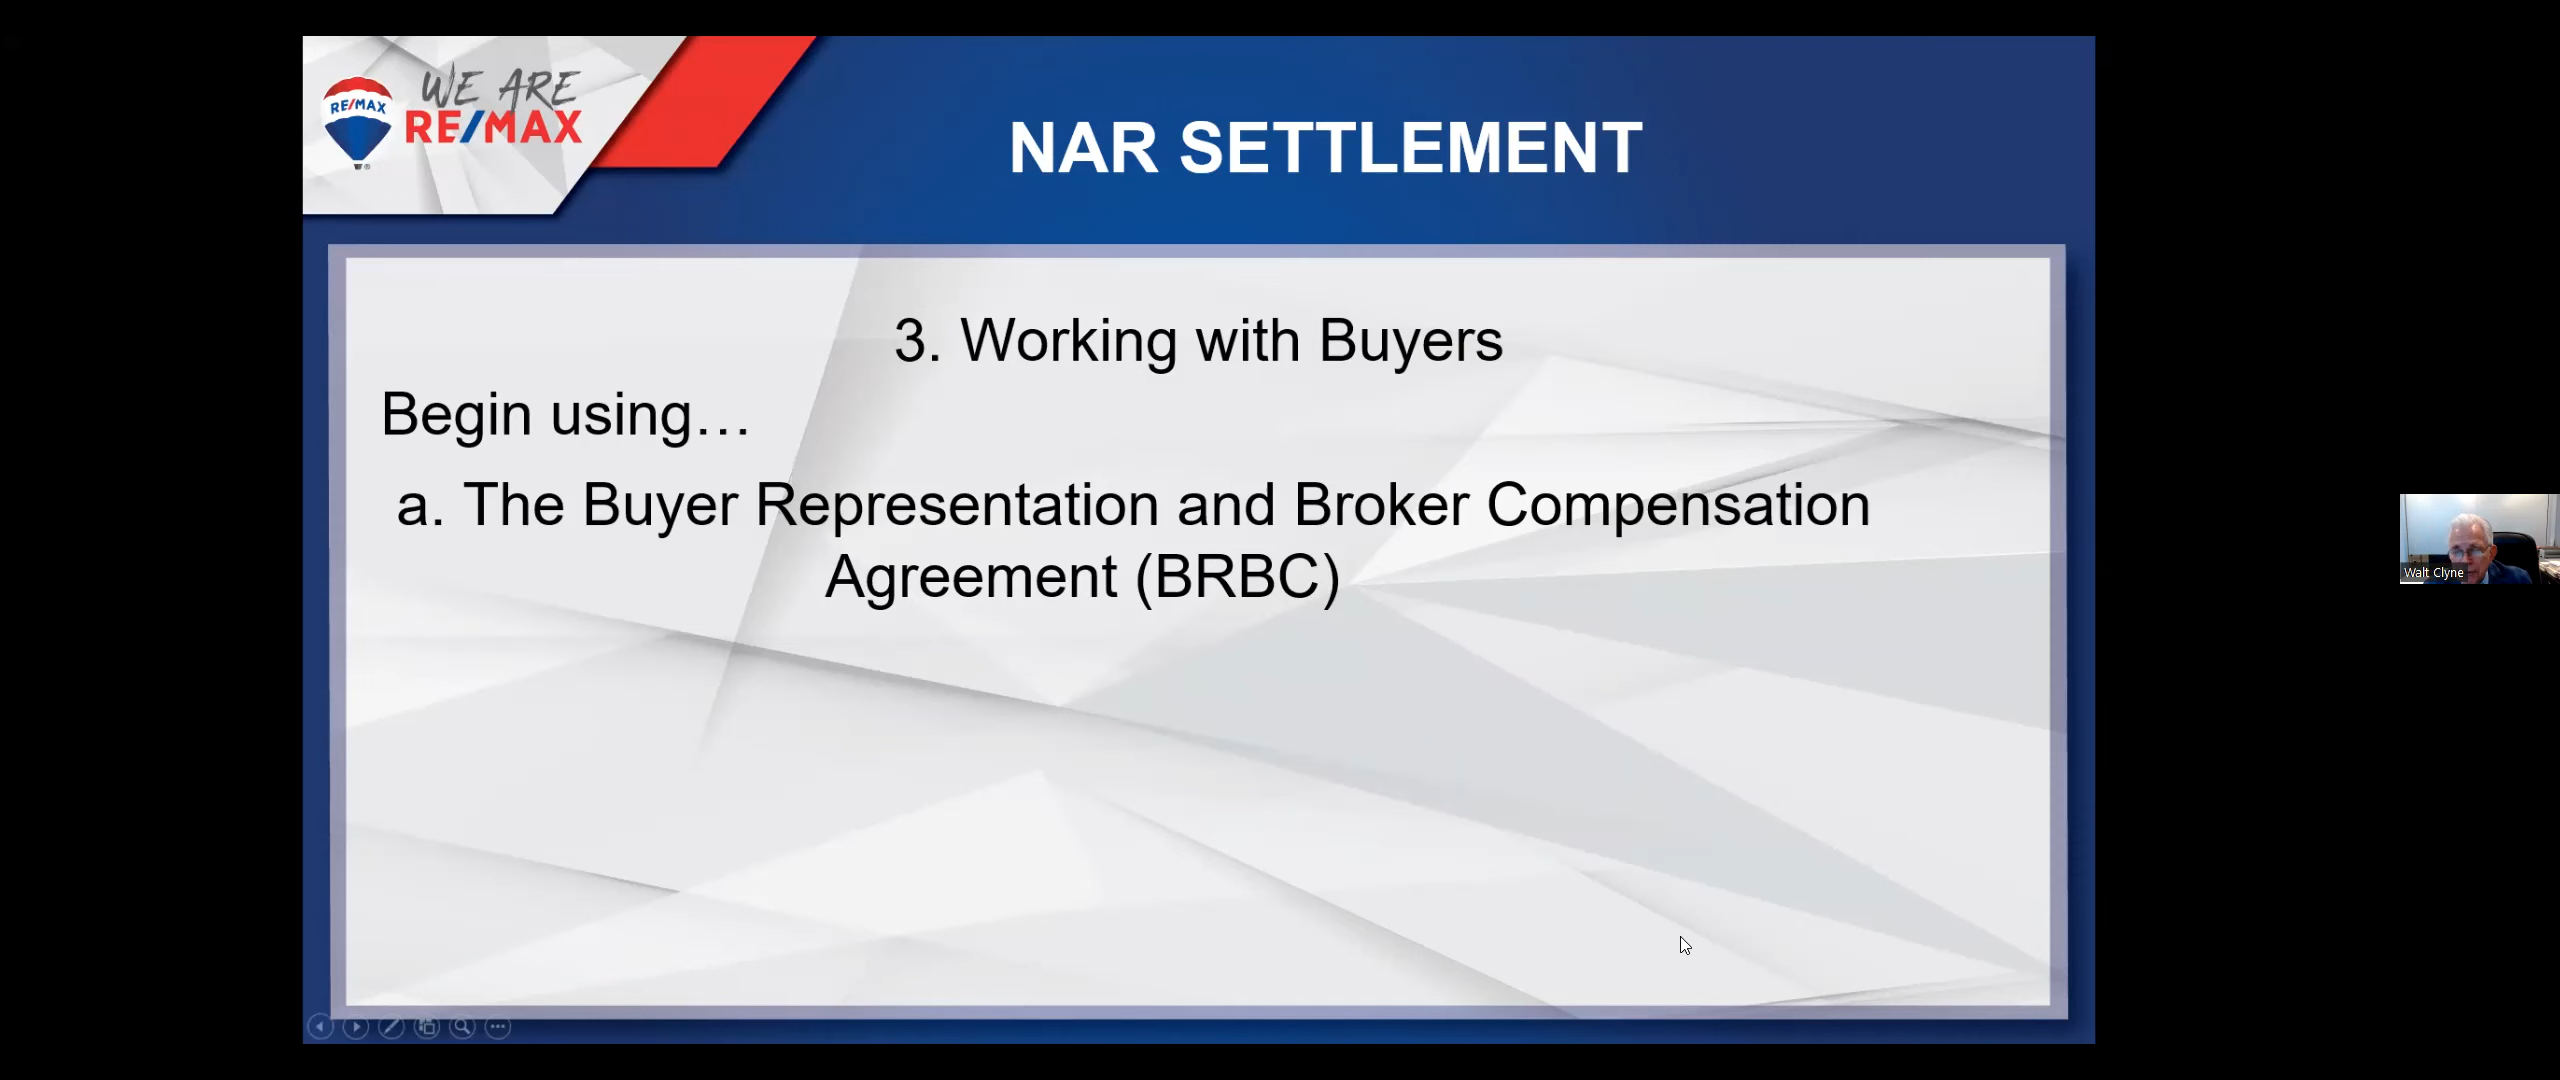 WE ARE
RE/MAX
RE/MAX
NAR SETTLEMENT
3. Working with Buyers
Begin using…
a. The Buyer Representation and Broker Compensation
Agreement (BRBC)
Walt Clyne